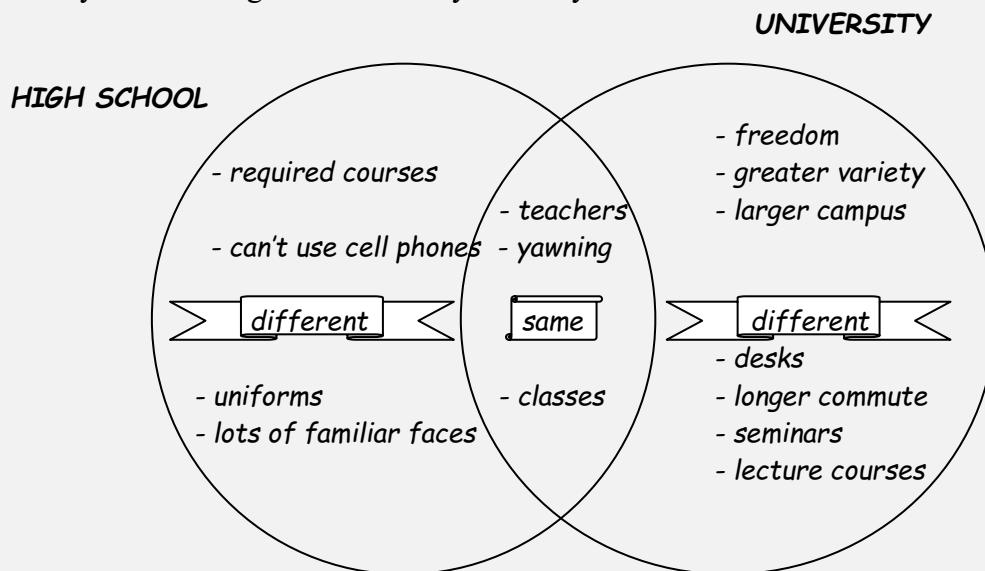 UNIVERSITY
HIGH SCHOOL
- required courses
- can't use cell phones
different
- uniforms
- lots of familiar faces
- teachers
- yawning
same
- classes
- freedom
- greater variety
- larger campus
different
- desks
- longer commute
- seminars
- lecture courses